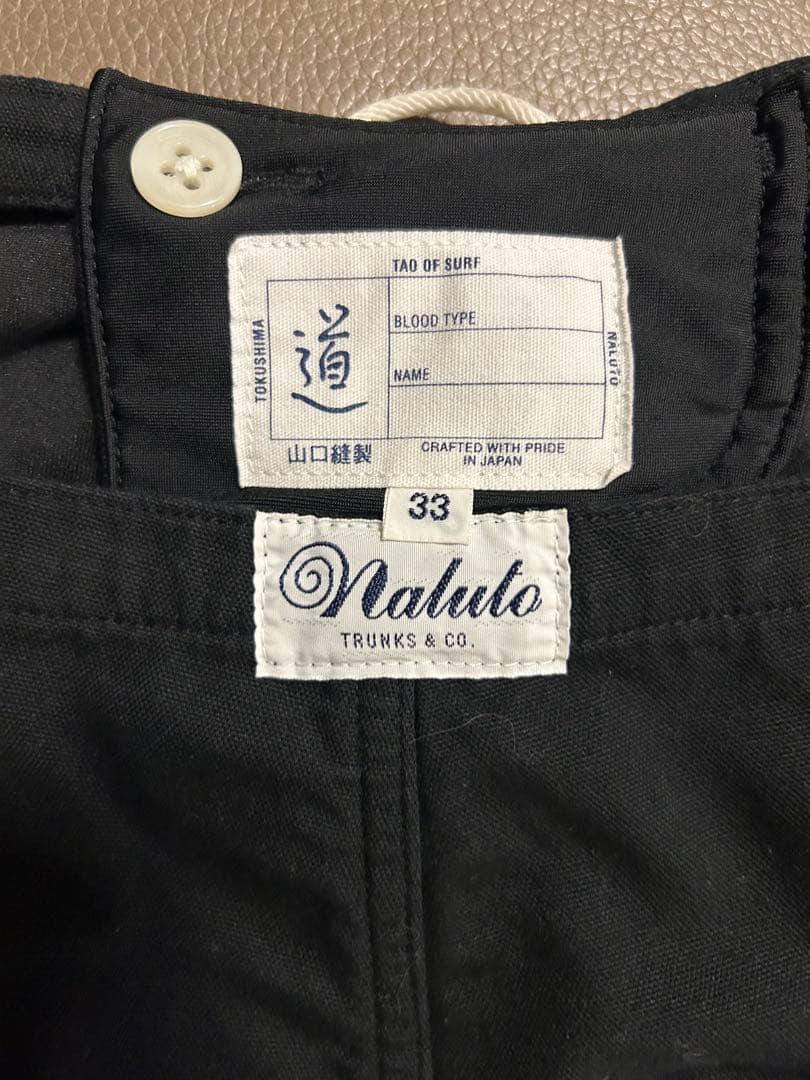 TAO OF SURF
TOKUSHIMA
道
BLOOD TYPE
NAME
NALUTO
山口縫製
CRAFTED WITH PRIDE
IN JAPAN
33
Naluto
TRUNKS & CO.